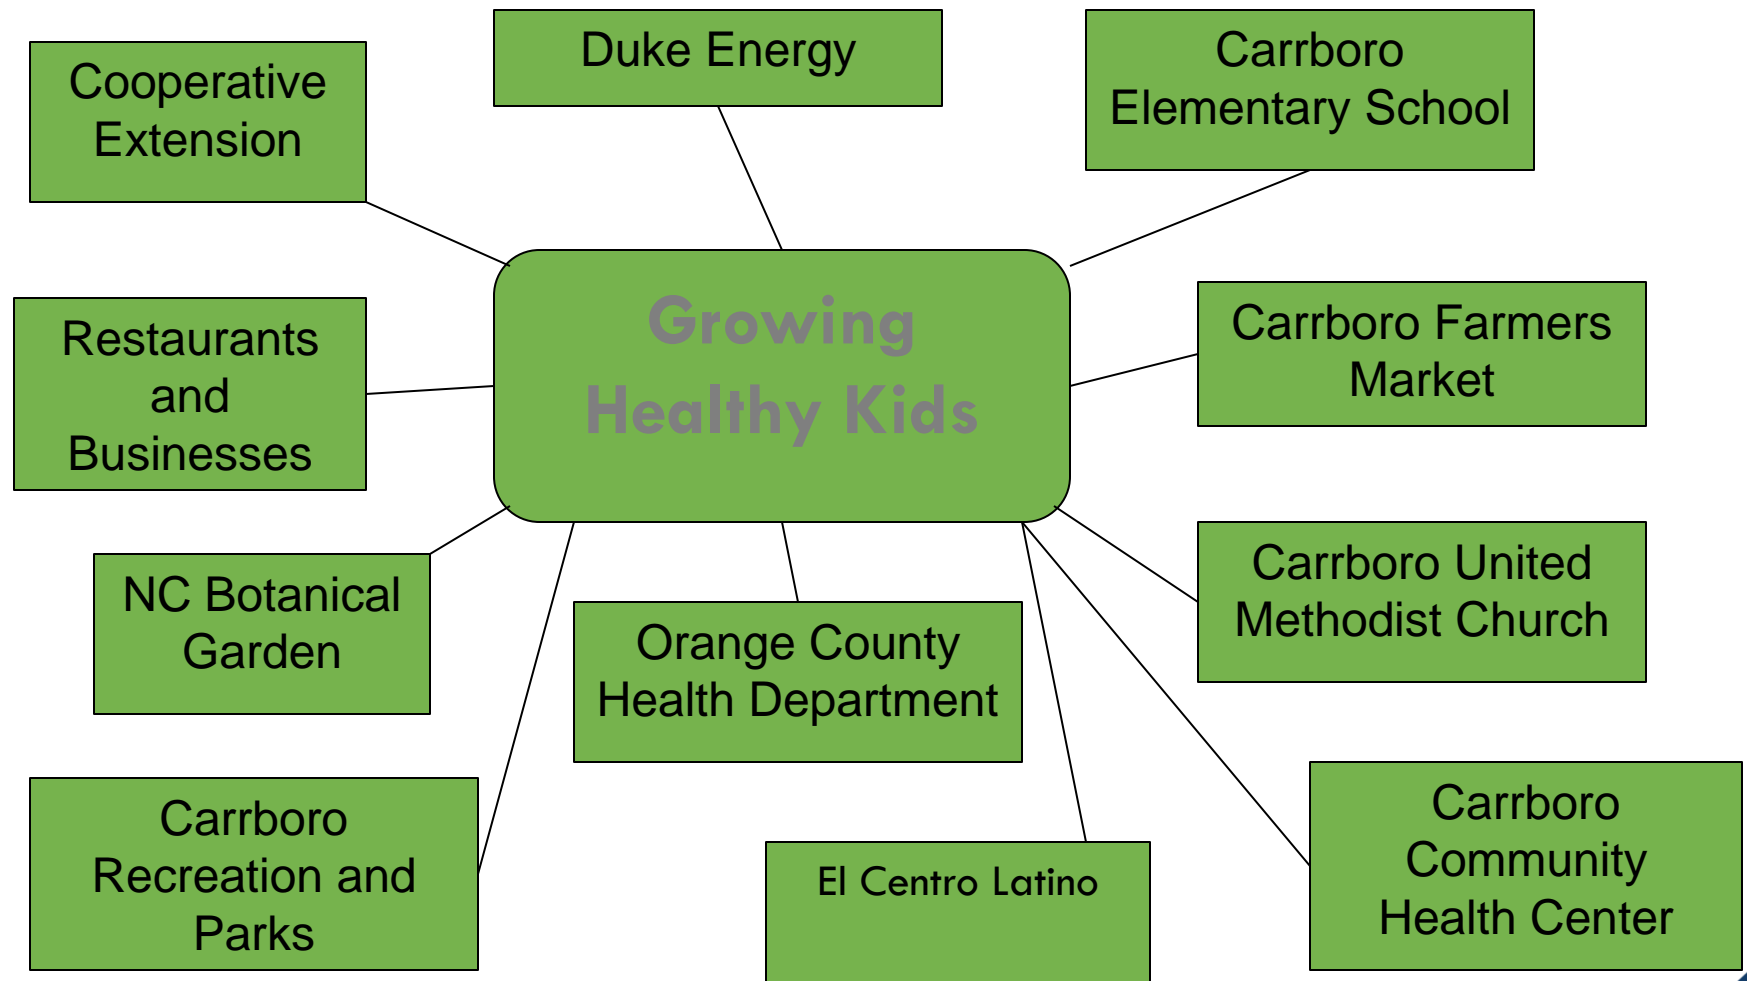 Duke Energy
Carrboro
Elementary School
Cooperative
Extension
Growing
Healthy Kids
Restaurants
and
Businesses
Carrboro Farmers
Market
NC Botanical
Garden
Orange County
Health Department
Carrboro United
Methodist Church
Carrboro
Recreation and
Parks
El Centro Latino
Carrboro
Community
Health Center